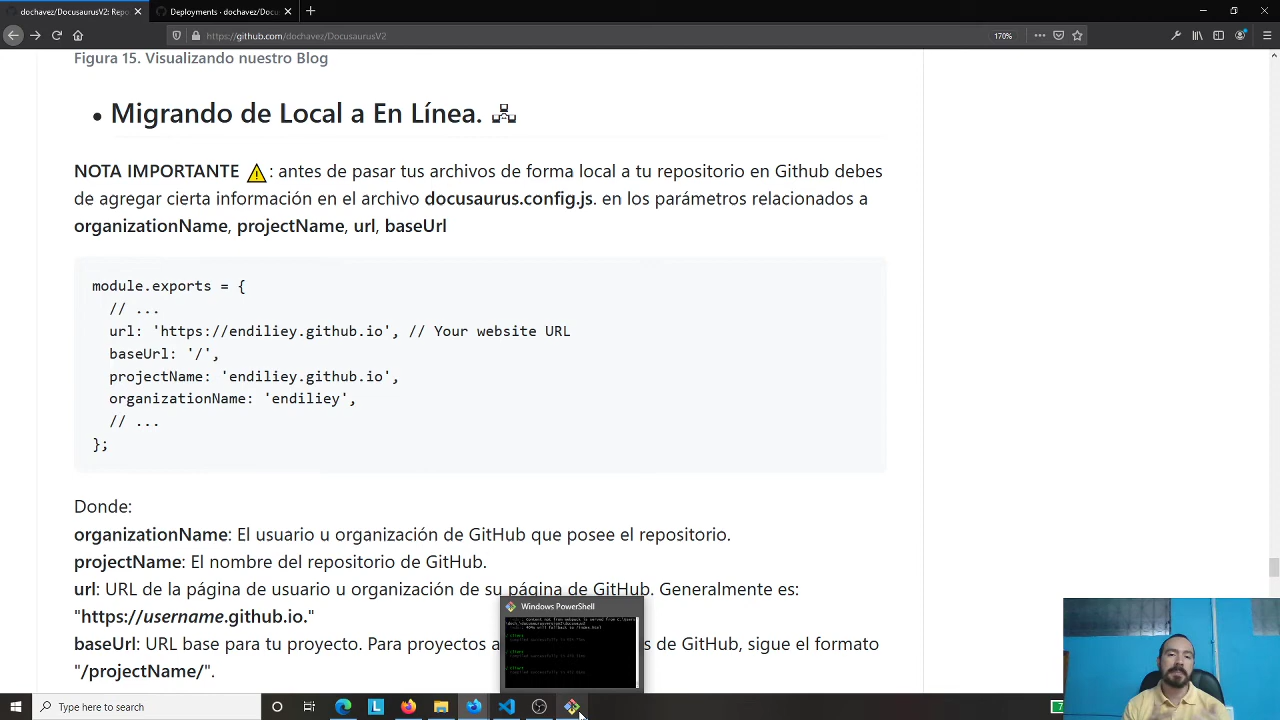 dochavez/DocusaurusV2: Repo
Deployments · dochavez/Docu
https://github.com/dochavez/DocusaurusV2
170%
Figura 15. Visualizando nuestro Blog
Migrando de Local a En Línea.
NOTA IMPORTANTE ⚠: antes de pasar tus archivos de forma local a tu repositorio en Github debes
de agregar cierta información en el archivo docusaurus.config.js. en los parámetros relacionados a
organizationName, projectName, url, baseUrl
module.exports = {
// ...
url: 'https://endiliey.github.io', // Your website URL
baseUrl: '/',
projectName: 'endiliey.github.io',
organizationName: 'endiliey',
// ...
};
Donde:
organizationName: El usuario u organización de GitHub que posee el repositorio.
projectName: El nombre del repositorio de GitHub.
url: URL de la página de usuario u organización de su página de GitHub. Generalmente es:
"https://username.github.io."
baseUrl: URL base para tu proyecto. Para proyectos a s de GitHub, sigue el formato
"/projectName/".
Windows PowerShell
Type here to search